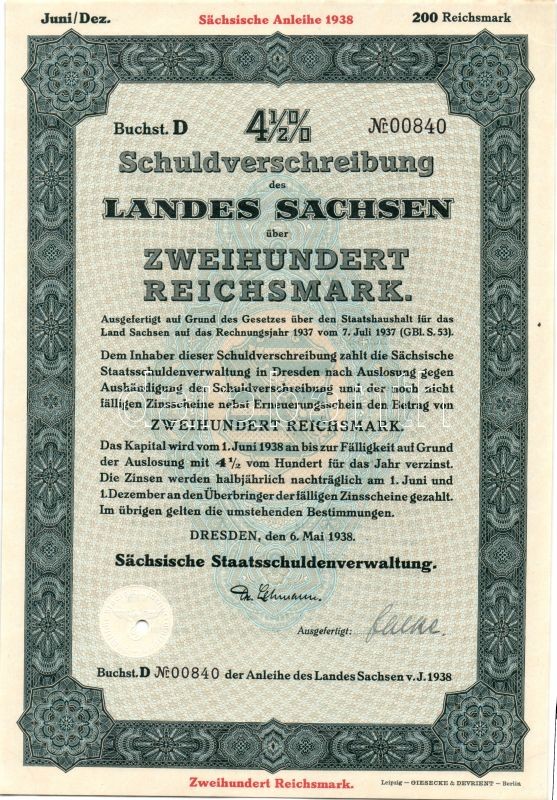 Juni/Dez. Sächsische Anleihe 1938 200 Reichsmark
Buchst. D 4½% № 00840
Schuldverschreibung
des
LANDES SACHSEN
über
ZWEIHUNDERT
REICHSMARK.
Ausgefertigt auf Grund des Gesetzes über den Staatshaushalt für das
Land Sachsen auf das Rechnungsjahr 1937 vom 7. Juli 1937 (GBl. S. 53).
Dem Inhaber dieser Schuldverschreibung zahlt die Sächsische
Staatsschuldenverwaltung in Dresden nach Auslosung gegen
Aushändigung der Schuldverschreibung und der noch nicht
fälligen Zinsscheine nebst Erneuerungsschein den Betrag von
ZWEIHUNDERT REICHSMARK.
Das Kapital wird vom 1. Juni 1938 an bis zur Fälligkeit auf Grund
der Auslosung mit 4½ vom Hundert für das Jahr verzinst.
Die Zinsen werden halbjährlich nachträglich am 1. Juni und
1. Dezember an den Überbringer der fälligen Zinsscheine gezahlt.
Im übrigen gelten die umstehenden Bestimmungen.
DRESDEN, den 6. Mai 1938.
Sächsische Staatsschuldenverwaltung.
Dr. Lehmann.
Ausgefertigt:
Buchst. D № 00840 der Anleihe des Landes Sachsen v. J. 1938
Zweihundert Reichsmark.
Leipzig — GIESECKE & DEVRIENT — Berlin